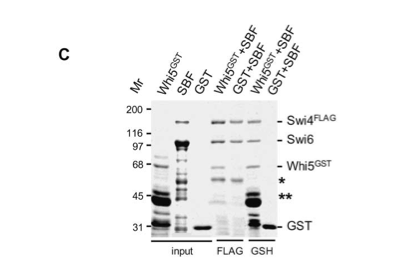 C
Mr
Whi5GST
SBF
GST
Whi5GST+SBF
GST+SBF
Whi5GST+SBF
GST+SBF
200
116
97
68
45
31
Swi4FLAG
Swi6
Whi5GST
*
**
GST
input
FLAG
GSH